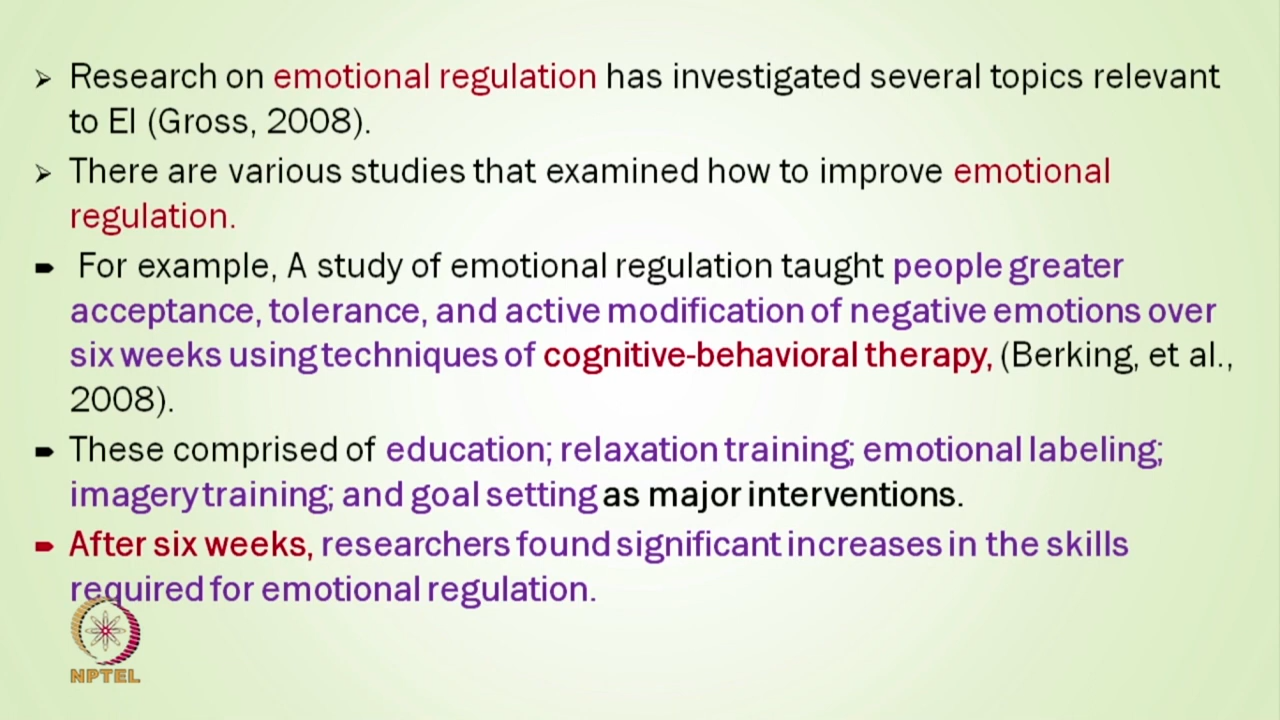 Research on emotional regulation has investigated several topics relevant
to EI (Gross, 2008).
There are various studies that examined how to improve emotional
regulation.
For example, A study of emotional regulation taught people greater
acceptance, tolerance, and active modification of negative emotions over
six weeks using techniques of cognitive-behavioral therapy, (Berking, et al.,
2008).
These comprised of education; relaxation training; emotional labeling;
imagery training; and goal setting as major interventions.
After six weeks, researchers found significant increases in the skills
required for emotional regulation.
NPTEL